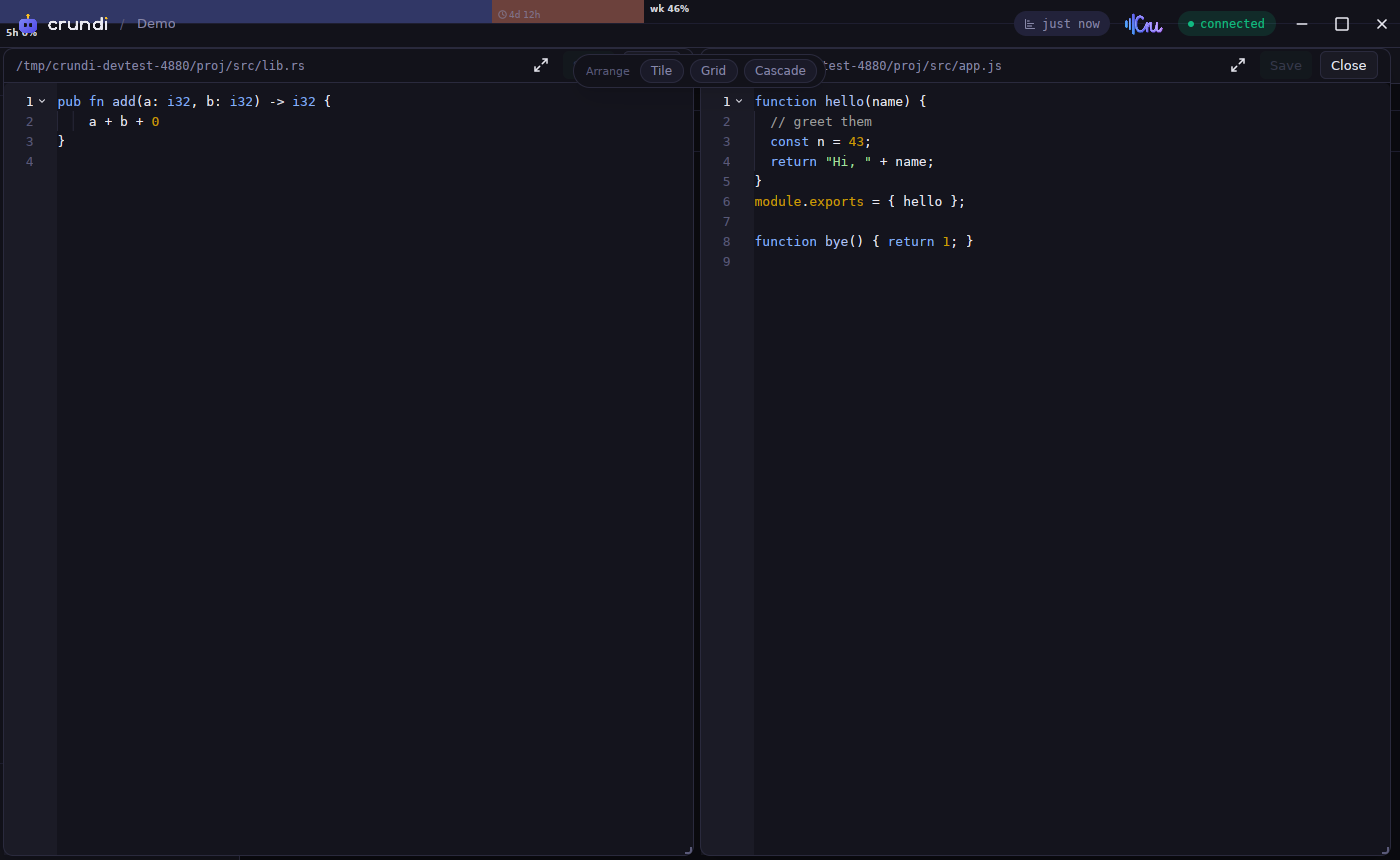 4d 12h
wk 46%
crundi / Demo
just now
Cru
connected
/tmp/crundi-devtest-4880/proj/src/lib.rs
Arrange Tile Grid Cascade
test-4880/proj/src/app.js
Save Close
1 pub fn add(a: i32, b: i32) -> i32 {
2 a + b + 0
3 }
4
1 function hello(name) {
2 // greet them
3 const n = 43;
4 return "Hi, " + name;
5 }
6 module.exports = { hello };
7
8 function bye() { return 1; }
9